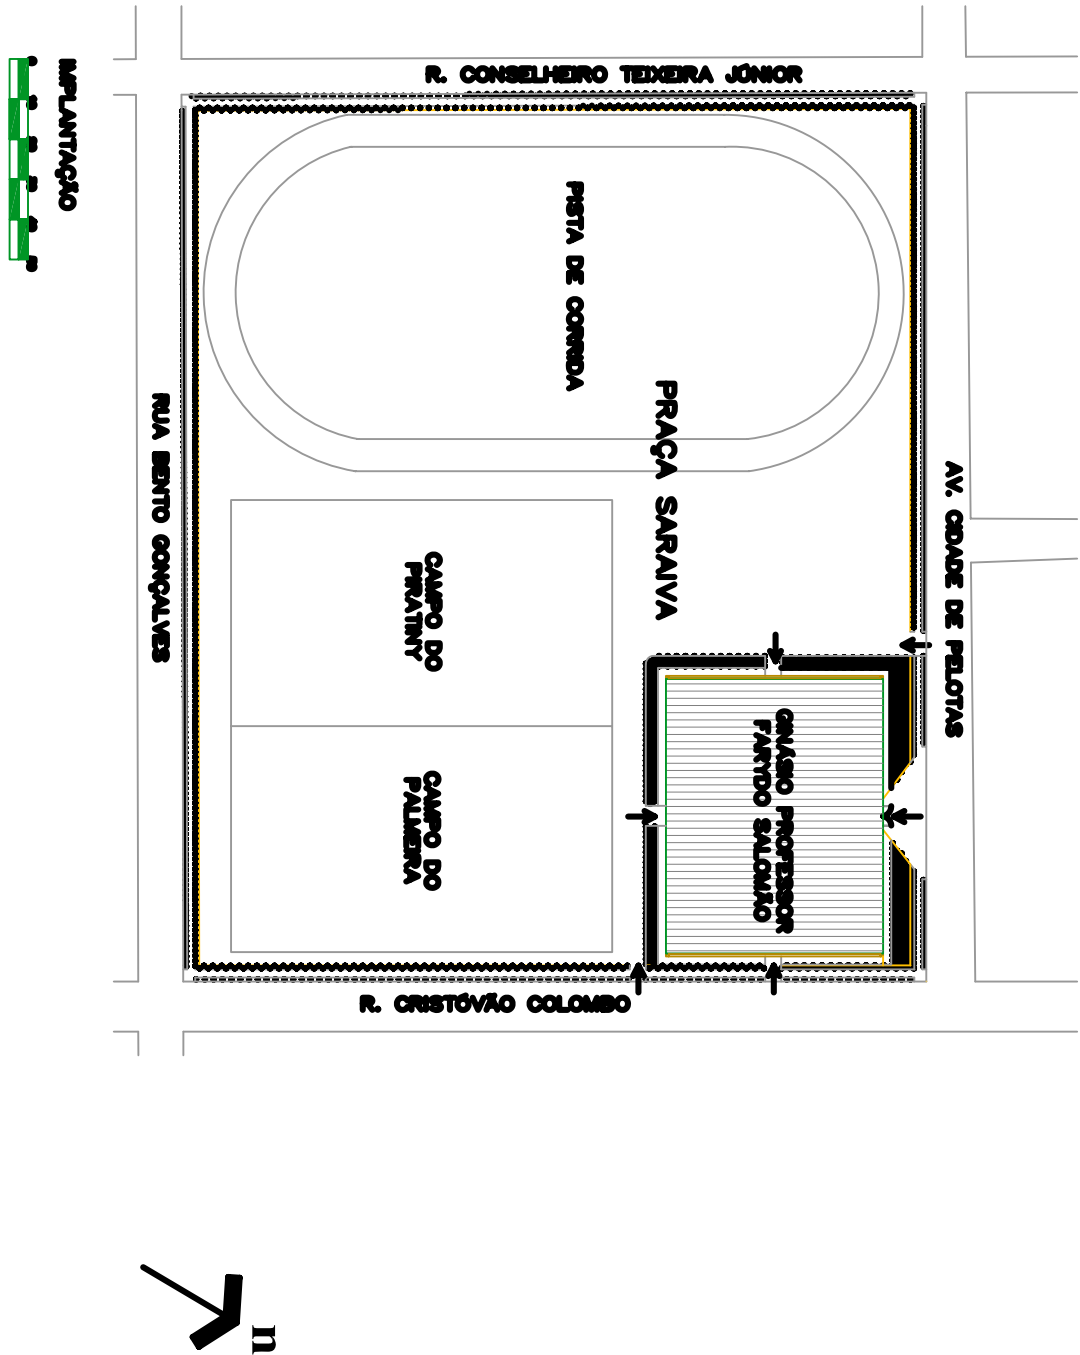 R. CONSELHEIRO TEIXEIRA JÚNIOR
IMPLANTAÇÃO
PISTA DE CORRIDA
PRAÇA SARAIVA
RUA BENTO GONÇALVES
AV. CIDADE DE PELOTAS
CAMPO DO
PIRATINY
CAMPO DO
PALMEIRA
GINÁSIO PROFESSOR
FARYDO SALOMÃO
R. CRISTÓVÃO COLOMBO
n